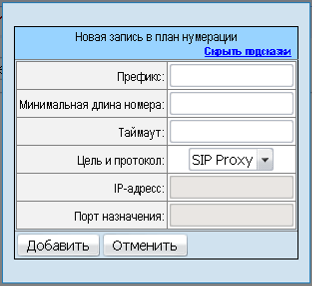 Новая запись в план нумерации
Скрыть подсказки
Префикс:
Минимальная длина номера:
Таймаут:
Цель и протокол: SIP Proxy
IP-адресс:
Порт назначения:
Добавить Отменить